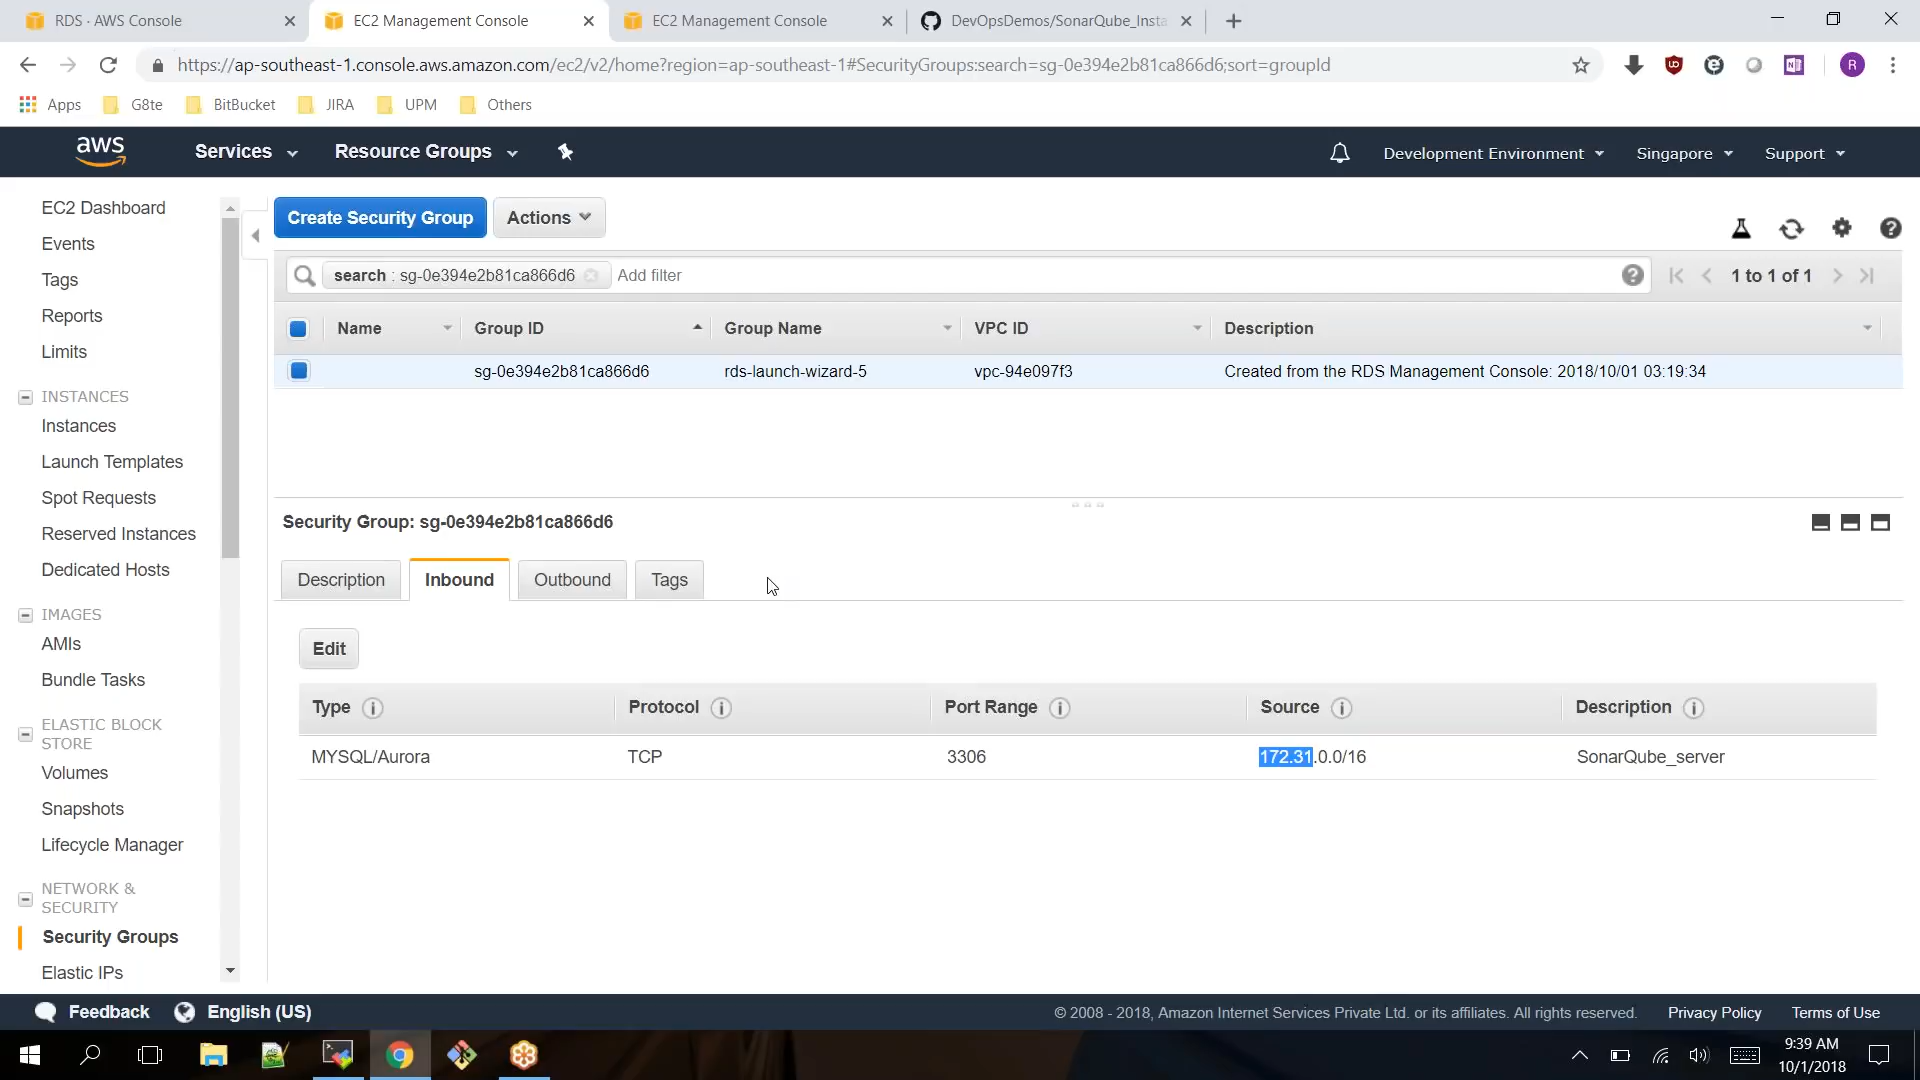 RDS · AWS Console
EC2 Management Console
EC2 Management Console
DevOpsDemos/SonarQube_Insta
https://ap-southeast-1.console.aws.amazon.com/ec2/v2/home?region=ap-southeast-1#SecurityGroups:search=sg-0e394e2b81ca866d6;sort=groupId
R
Apps
G8te
BitBucket
JIRA
UPM
Others
aws
Services
Resource Groups
Development Environment
Singapore
Support
EC2 Dashboard
Events
Tags
Reports
Limits
INSTANCES
Instances
Launch Templates
Spot Requests
Reserved Instances
Dedicated Hosts
IMAGES
AMIs
Bundle Tasks
ELASTIC BLOCK
STORE
Volumes
Snapshots
Lifecycle Manager
NETWORK &
SECURITY
Security Groups
Elastic IPs
Create Security Group
Actions
search : sg-0e394e2b81ca866d6
Add filter
1 to 1 of 1
Name
Group ID
Group Name
VPC ID
Description
sg-0e394e2b81ca866d6
rds-launch-wizard-5
vpc-94e097f3
Created from the RDS Management Console: 2018/10/01 03:19:34
Security Group: sg-0e394e2b81ca866d6
Description
Inbound
Outbound
Tags
Edit
Type
Protocol
Port Range
Source
Description
MYSQL/Aurora
TCP
3306
172.31.0.0/16
SonarQube_server
Feedback
English (US)
© 2008 - 2018, Amazon Internet Services Private Ltd. or its affiliates. All rights reserved.
Privacy Policy
Terms of Use
9:39 AM
10/1/2018